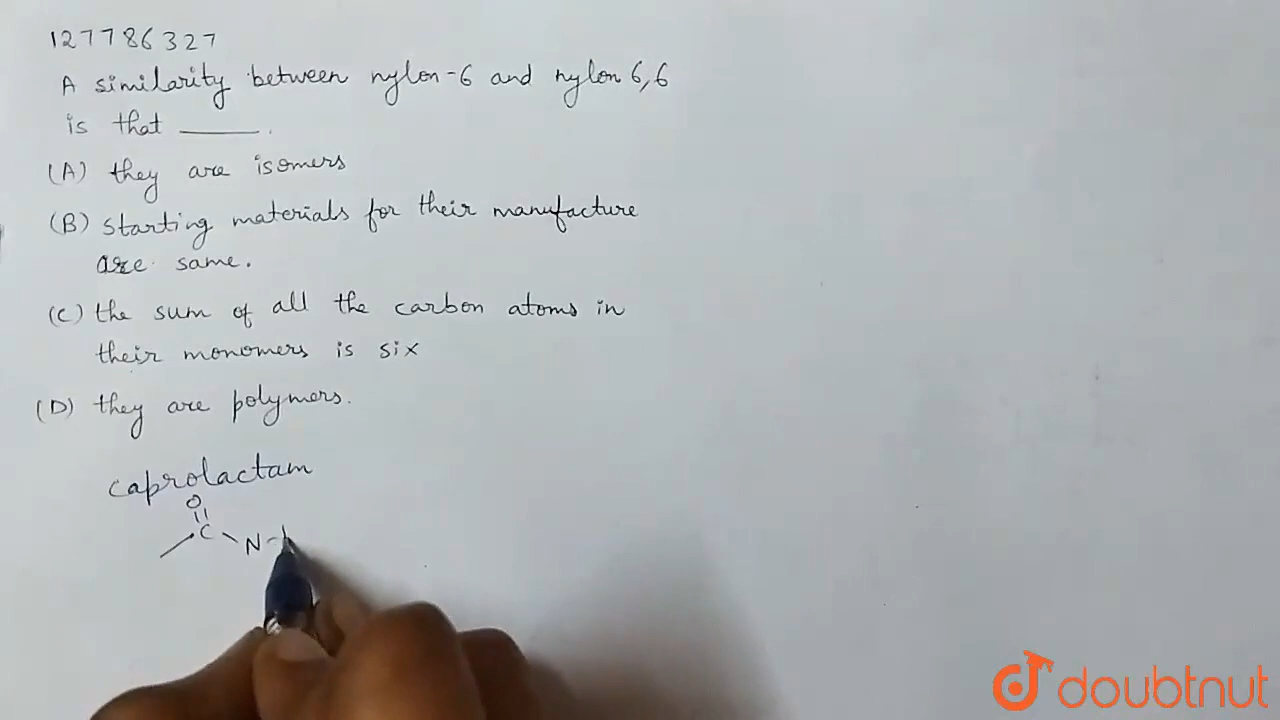 127786327
A similarity between nylon-6 and nylon 6,6
is that ______.
(A) they are isomers
(B) starting materials for their manufacture
are same.
(C) the sum of all the carbon atoms in
their monomers is six
(D) they are polymers.
caprolactam
O
C
N
doubtnut